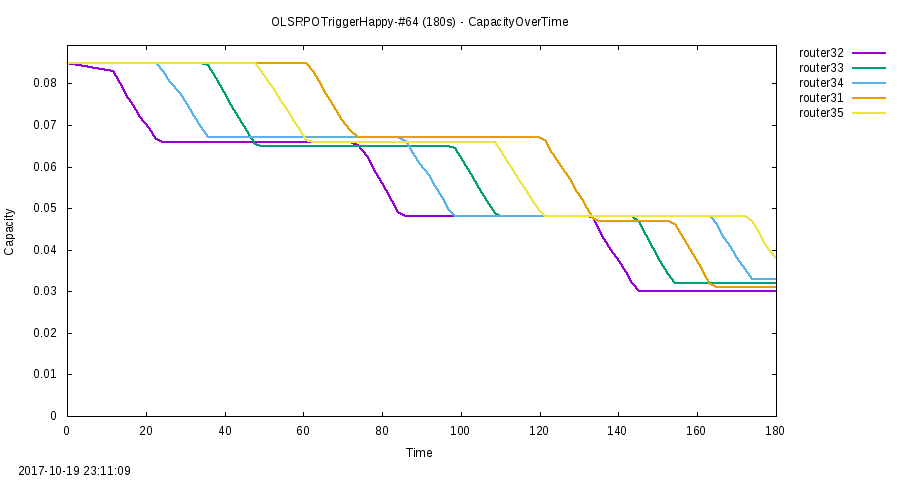 OLSRPOTriggerHappy-#64 (180s) - CapacityOverTime
router32
router33
router34
router31
router35
0.08
0.07
0.06
0.05
0.04
0.03
0.02
0.01
0
Capacity
0 20 40 60 80 100 120 140 160 180
Time
2017-10-19 23:11:09